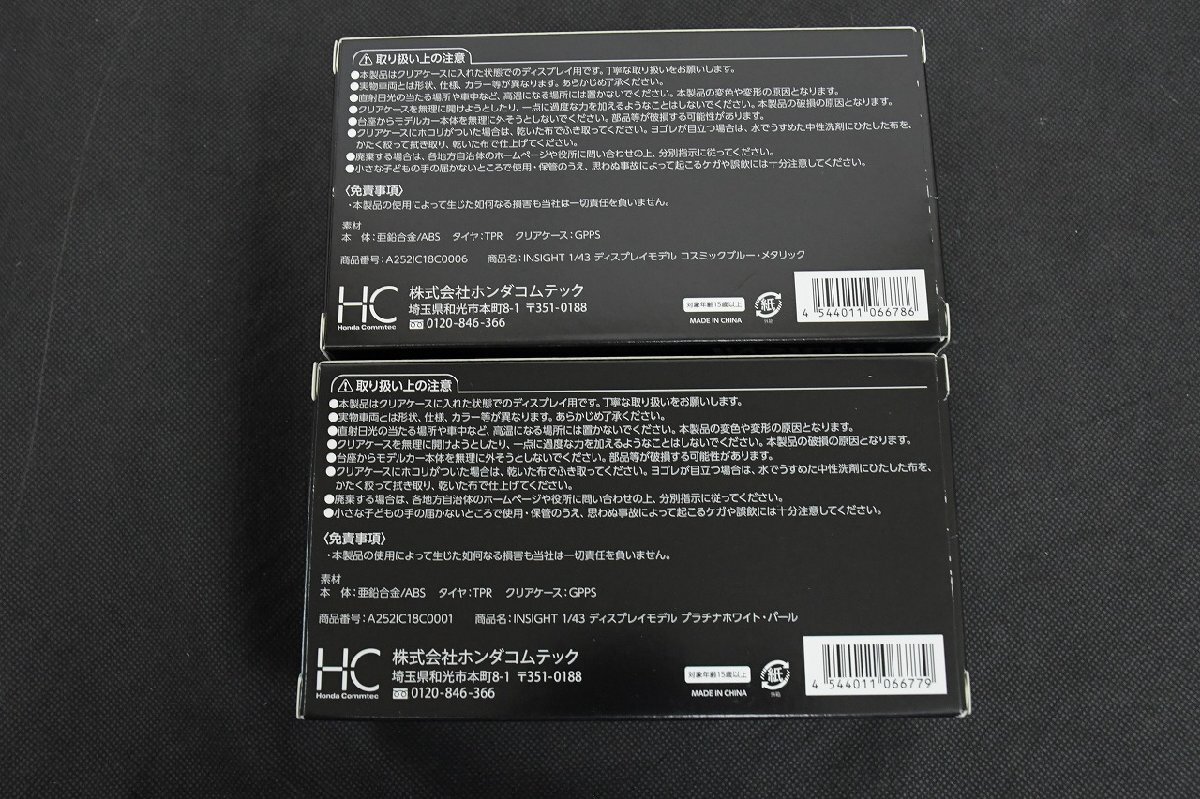 取り扱い上の注意
●本製品はクリアケースに入れた状態でのディスプレイ用です。丁寧な取り扱いをお願いします。
●実物車両とは形状、仕様、カラー等が異なります。あらかじめ了承ください。
●直射日光の当たる場所や車中など、高温になる場所には置かないでください。本製品の変色や変形の原因となります。
●クリアケースを無理に開けようとしたり、一点に過度な力を加えるようなことはしないでください。本製品の破損の原因となります。
●台座からモデルカー本体を無理に外そうとしないでください。部品等が破損する可能性があります。
●クリアケースにホコリがついた場合は、乾いた布でふき取ってください。ヨゴレが目立つ場合は、水でうすめた中性洗剤にひたした布を、
かたく絞って拭き取り、乾いた布で仕上げてください。
●廃棄する場合は、各地方自治体のホームページや役所に問い合わせの上、分別指示に従ってください。
●小さな子どもの手の届かないところで使用・保管のうえ、思わぬ事故によって起こるケガや誤飲には十分注意してください。
〈免責事項〉
・本製品の使用によって生じた如何なる損害も当社は一切責任を負いません。
素材
本 体：亜鉛合金/ABS タイヤ：TPR クリアケース：GPPS
商品番号：A252IC18C0006 商品名：INSIGHT 1/43 ディスプレイモデル コスミックブルー・メタリック
HC 株式会社ホンダコムテック
埼玉県和光市本町8-1 〒351-0188
Honda Commtec 0120-846-366
対象年齢15歳以上
MADE IN CHINA
紙
外箱
4 544011 066786
取り扱い上の注意
●本製品はクリアケースに入れた状態でのディスプレイ用です。丁寧な取り扱いをお願いします。
●実物車両とは形状、仕様、カラー等が異なります。あらかじめ了承ください。
●直射日光の当たる場所や車中など、高温になる場所には置かないでください。本製品の変色や変形の原因となります。
●クリアケースを無理に開けようとしたり、一点に過度な力を加えるようなことはしないでください。本製品の破損の原因となります。
●台座からモデルカー本体を無理に外そうとしないでください。部品等が破損する可能性があります。
●クリアケースにホコリがついた場合は、乾いた布でふき取ってください。ヨゴレが目立つ場合は、水でうすめた中性洗剤にひたした布を、
かたく絞って拭き取り、乾いた布で仕上げてください。
●廃棄する場合は、各地方自治体のホームページや役所に問い合わせの上、分別指示に従ってください。
●小さな子どもの手の届かないところで使用・保管のうえ、思わぬ事故によって起こるケガや誤飲には十分注意してください。
〈免責事項〉
・本製品の使用によって生じた如何なる損害も当社は一切責任を負いません。
素材
本 体：亜鉛合金/ABS タイヤ：TPR クリアケース：GPPS
商品番号：A252IC18C0001 商品名：INSIGHT 1/43 ディスプレイモデル プラチナホワイト・パール
HC 株式会社ホンダコムテック
埼玉県和光市本町8-1 〒351-0188
Honda Commtec 0120-846-366
対象年齢15歳以上
MADE IN CHINA
紙
外箱
4 544011 066779